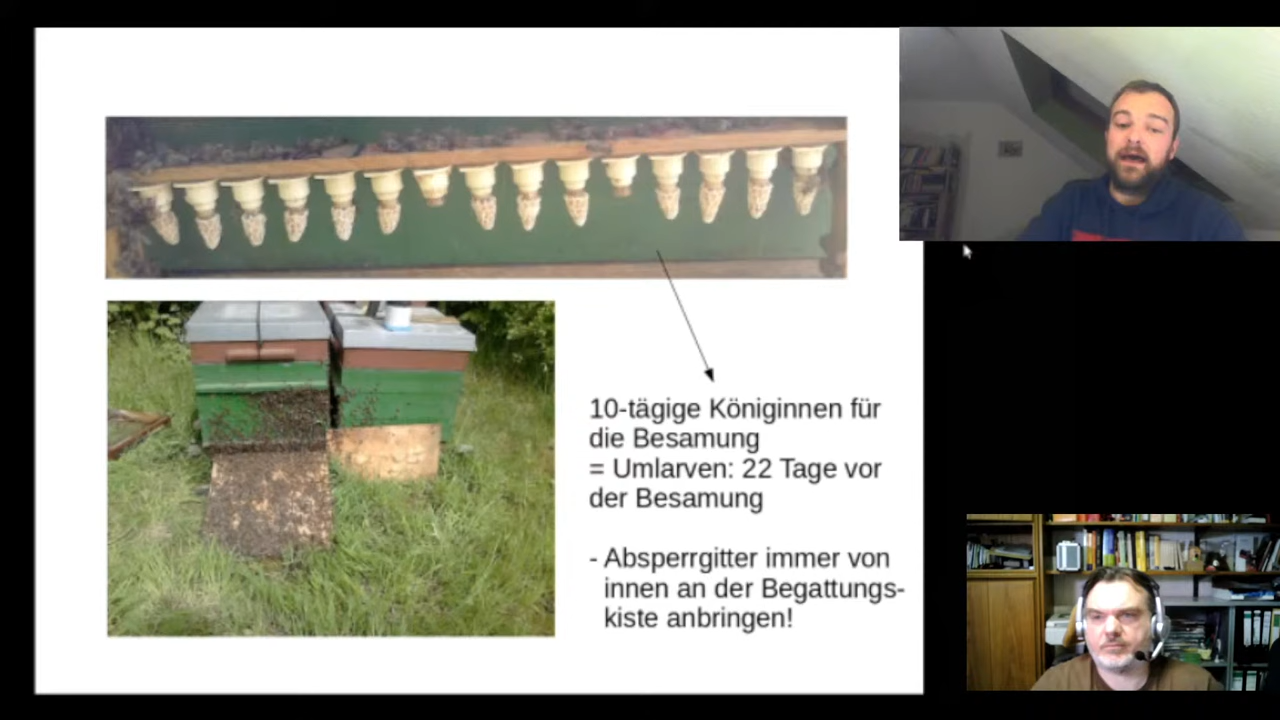 10-tägige Königinnen für
die Besamung
= Umlarven: 22 Tage vor
der Besamung
- Absperrgitter immer von
innen an der Begattungs-
kiste anbringen!